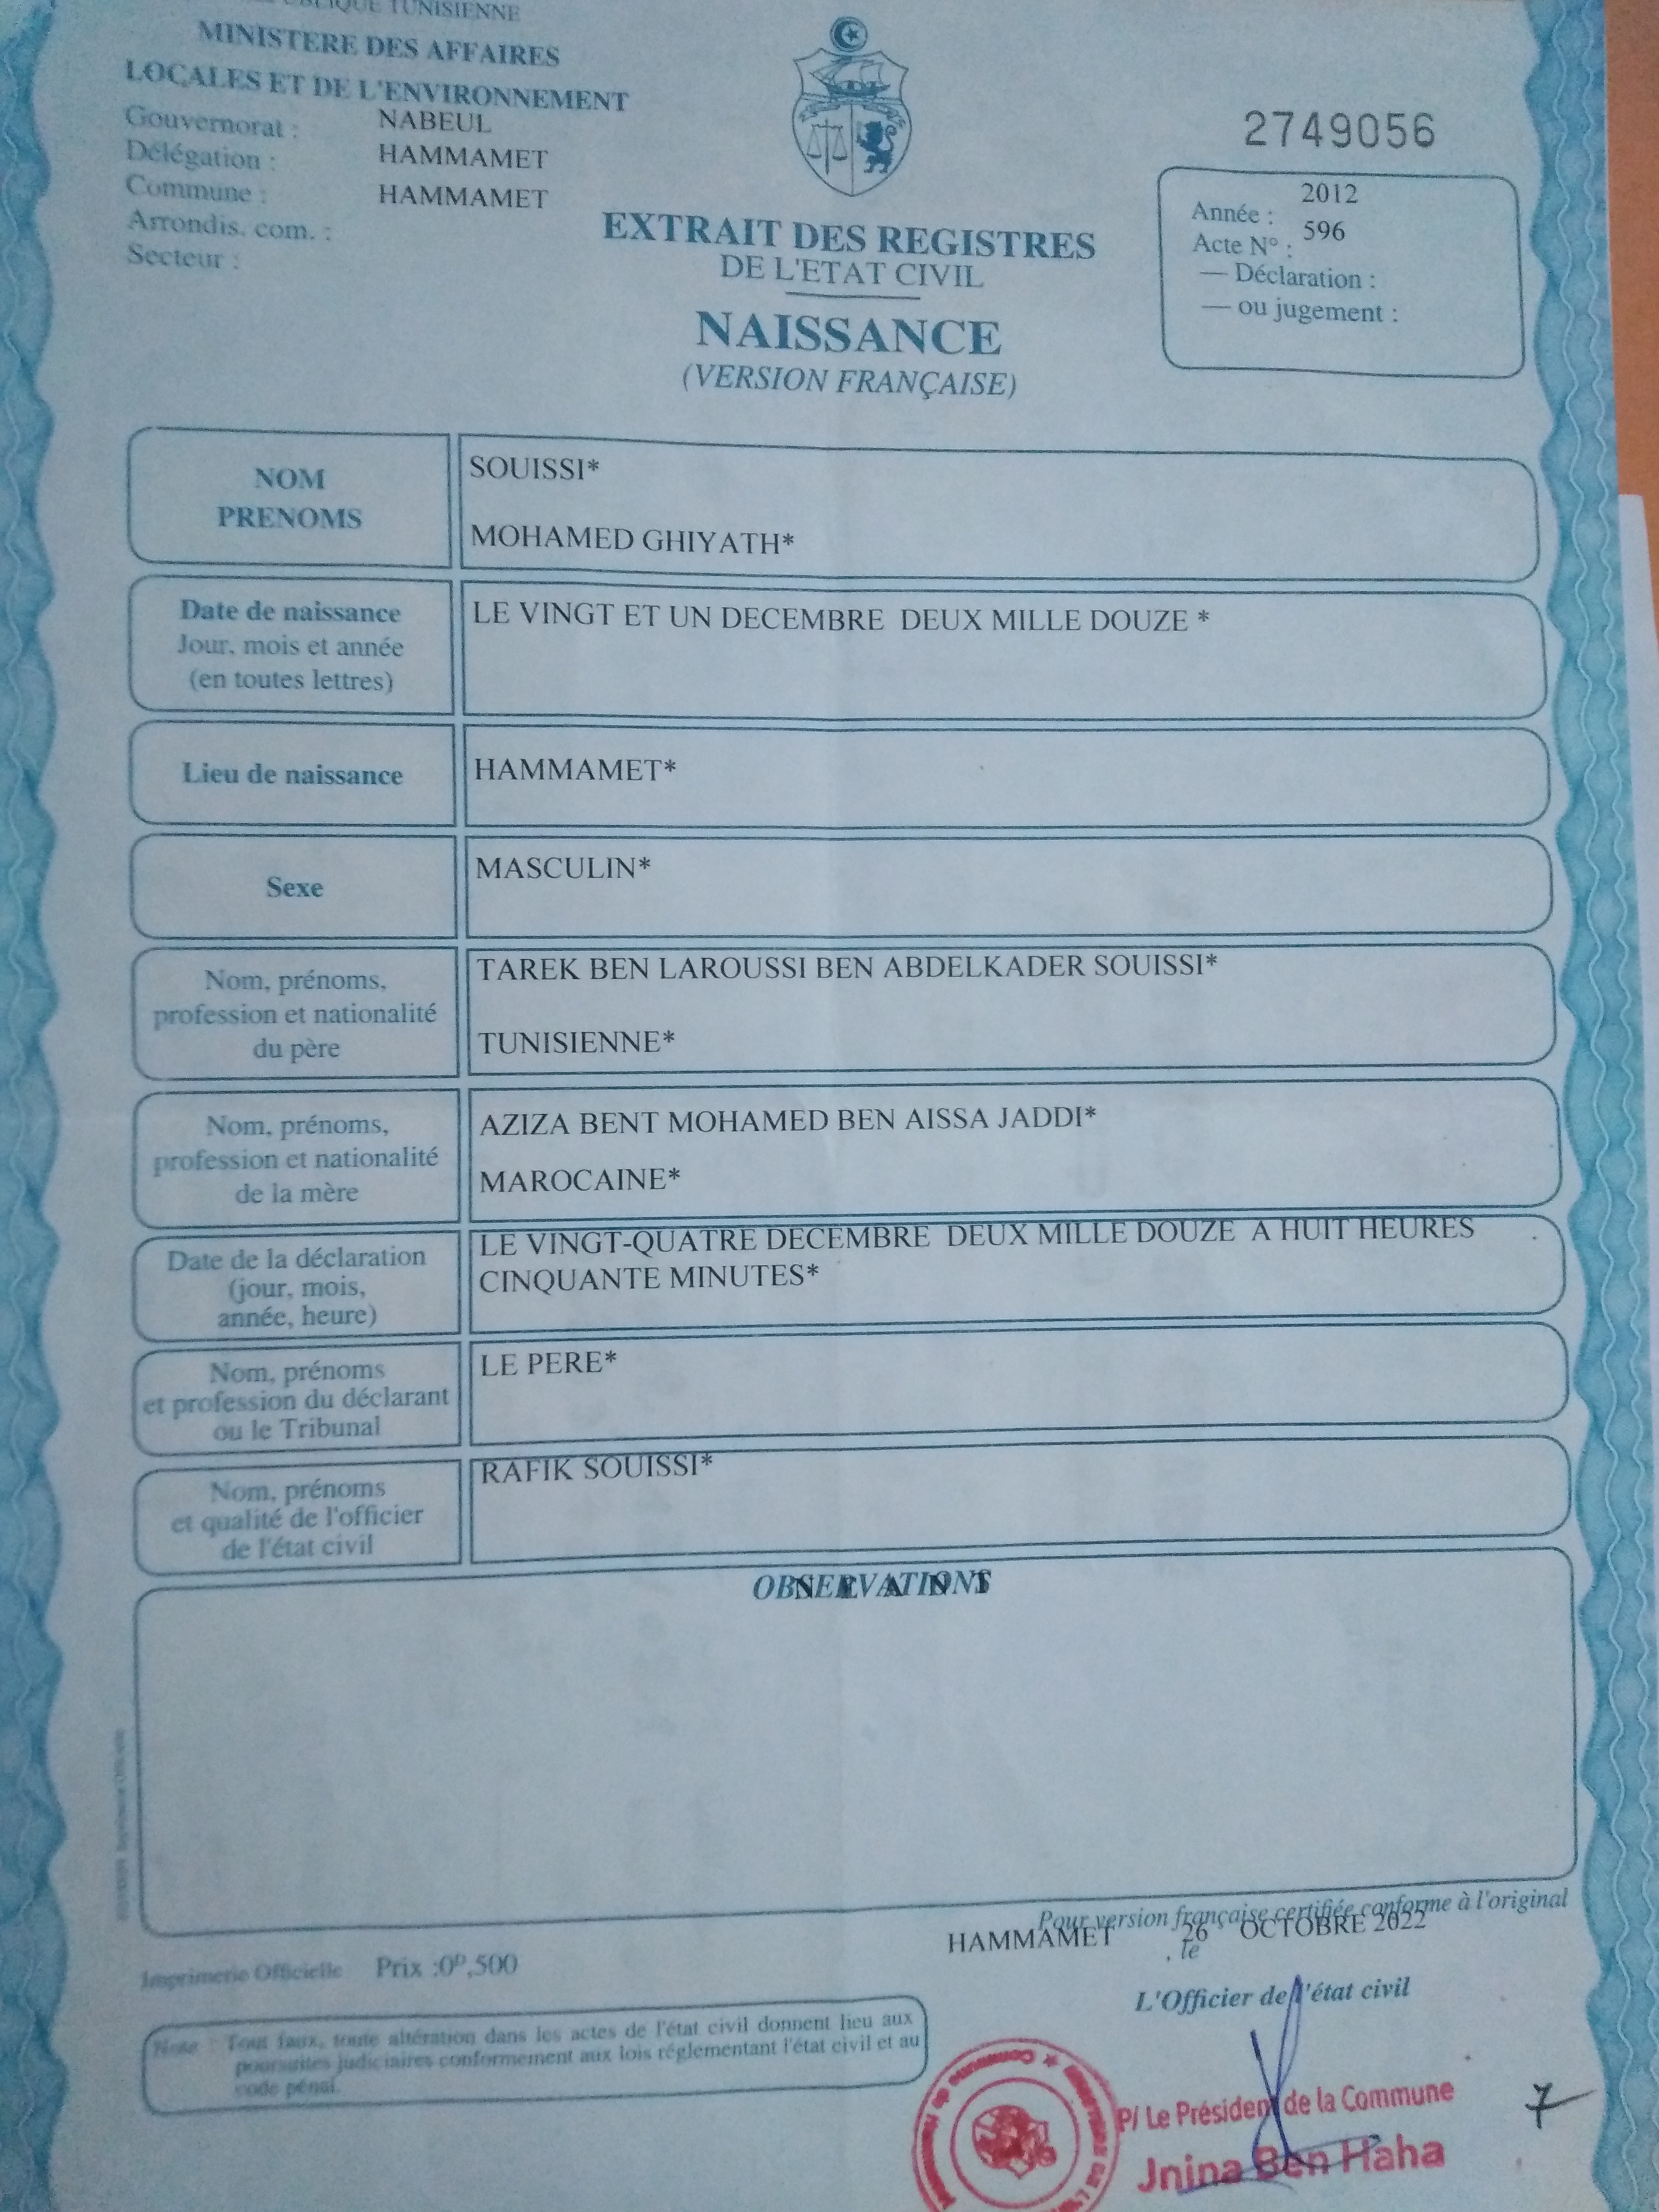 TUNISIENNE
MINISTERE DES AFFAIRES
LOCALES ET DE L'ENVIRONNEMENT
Gouvernorat : NABEUL
Délégation : HAMMAMET
Commune : HAMMAMET
Arrondis. com. :
Secteur :
2749056
Année : 2012
Acte N° : 596
— Déclaration :
— ou jugement :
EXTRAIT DES REGISTRES
DE L'ETAT CIVIL
NAISSANCE
(VERSION FRANÇAISE)
NOM
PRENOMS
SOUISSI*
MOHAMED GHIYATH*
Date de naissance
Jour, mois et année
(en toutes lettres)
LE VINGT ET UN DECEMBRE DEUX MILLE DOUZE *
Lieu de naissance
HAMMAMET*
Sexe
MASCULIN*
Nom, prénoms,
profession et nationalité
du père
TAREK BEN LAROUSSI BEN ABDELKADER SOUISSI*
TUNISIENNE*
Nom, prénoms,
profession et nationalité
de la mère
AZIZA BENT MOHAMED BEN AISSA JADDI*
MAROCAINE*
Date de la déclaration
(jour, mois,
année, heure)
LE VINGT-QUATRE DECEMBRE DEUX MILLE DOUZE A HUIT HEURES
CINQUANTE MINUTES*
Nom, prénoms
et profession du déclarant
ou le Tribunal
LE PERE*
Nom, prénoms
et qualité de l'officier
de l'état civil
RAFIK SOUISSI*
OBSERVATIONS
N E A N T
Pour version française certifiée conforme à l'original
HAMMAMET , le 26 OCTOBRE 2022
Imprimerie Officielle Prix :0ᴰ,500
L'Officier de l'état civil
Note : Tout faux, toute altération dans les actes de l'état civil donnent lieu aux
poursuites judiciaires conformement aux lois réglementant l'état civil et au
code pénal.
P/ Le Président de la Commune
Jnina Ben Haha
7